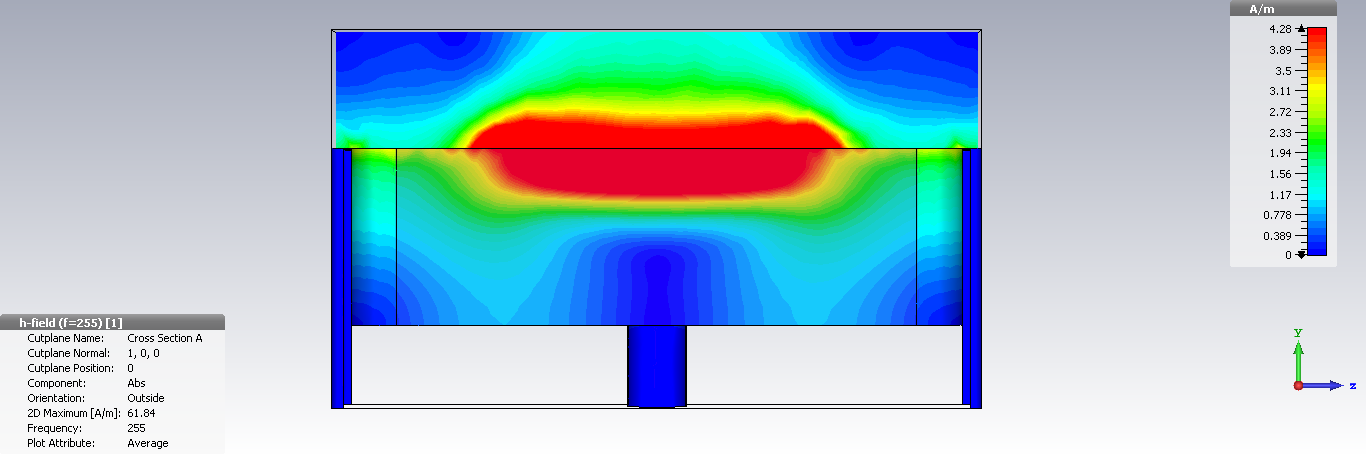 A/m
4.28
3.89
3.5
3.11
2.72
2.33
1.94
1.56
1.17
0.778
0.389
0
h-field (f=255) [1]
Cutplane Name: Cross Section A
Cutplane Normal: 1, 0, 0
Cutplane Position: 0
Component: Abs
Orientation: Outside
2D Maximum [A/m]: 61.84
Frequency: 255
Plot Attribute: Average
Y
z